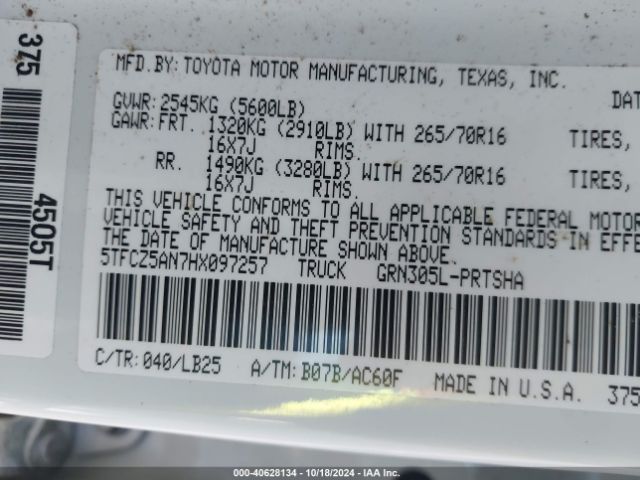 375
4505T
MFD.BY: TOYOTA MOTOR MANUFACTURING, TEXAS, INC.
DAT
GVWR: 2545KG (5600LB)
GAWR: FRT. 1320KG (2910LB) WITH 265/70R16 TIRES,
16X7J RIMS.
RR. 1490KG (3280LB) WITH 265/70R16 TIRES,
16X7J RIMS.
THIS VEHICLE CONFORMS TO ALL APPLICABLE FEDERAL MOTOR
VEHICLE SAFETY AND THEFT PREVENTION STANDARDS IN EFFE
THE DATE OF MANUFACTURE SHOWN ABOVE.
5TFCZ5AN7HX097257 TRUCK GRN305L-PRTSHA
C/TR: 040/LB25 A/TM: B07B/AC60F MADE IN U.S.A. 375
000-40628134 - 10/18/2024 - IAA Inc.